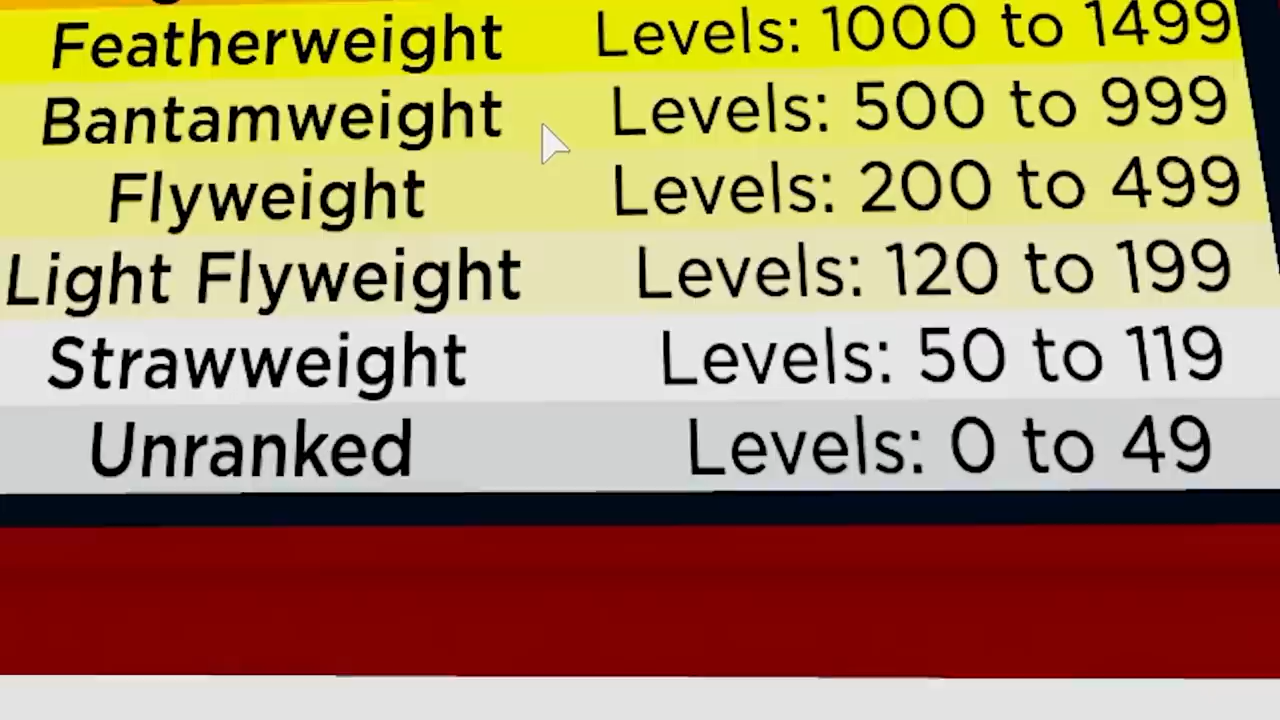 Featherweight Levels: 1000 to 1499
Bantamweight Levels: 500 to 999
Flyweight Levels: 200 to 499
Light Flyweight Levels: 120 to 199
Strawweight Levels: 50 to 119
Unranked Levels: 0 to 49